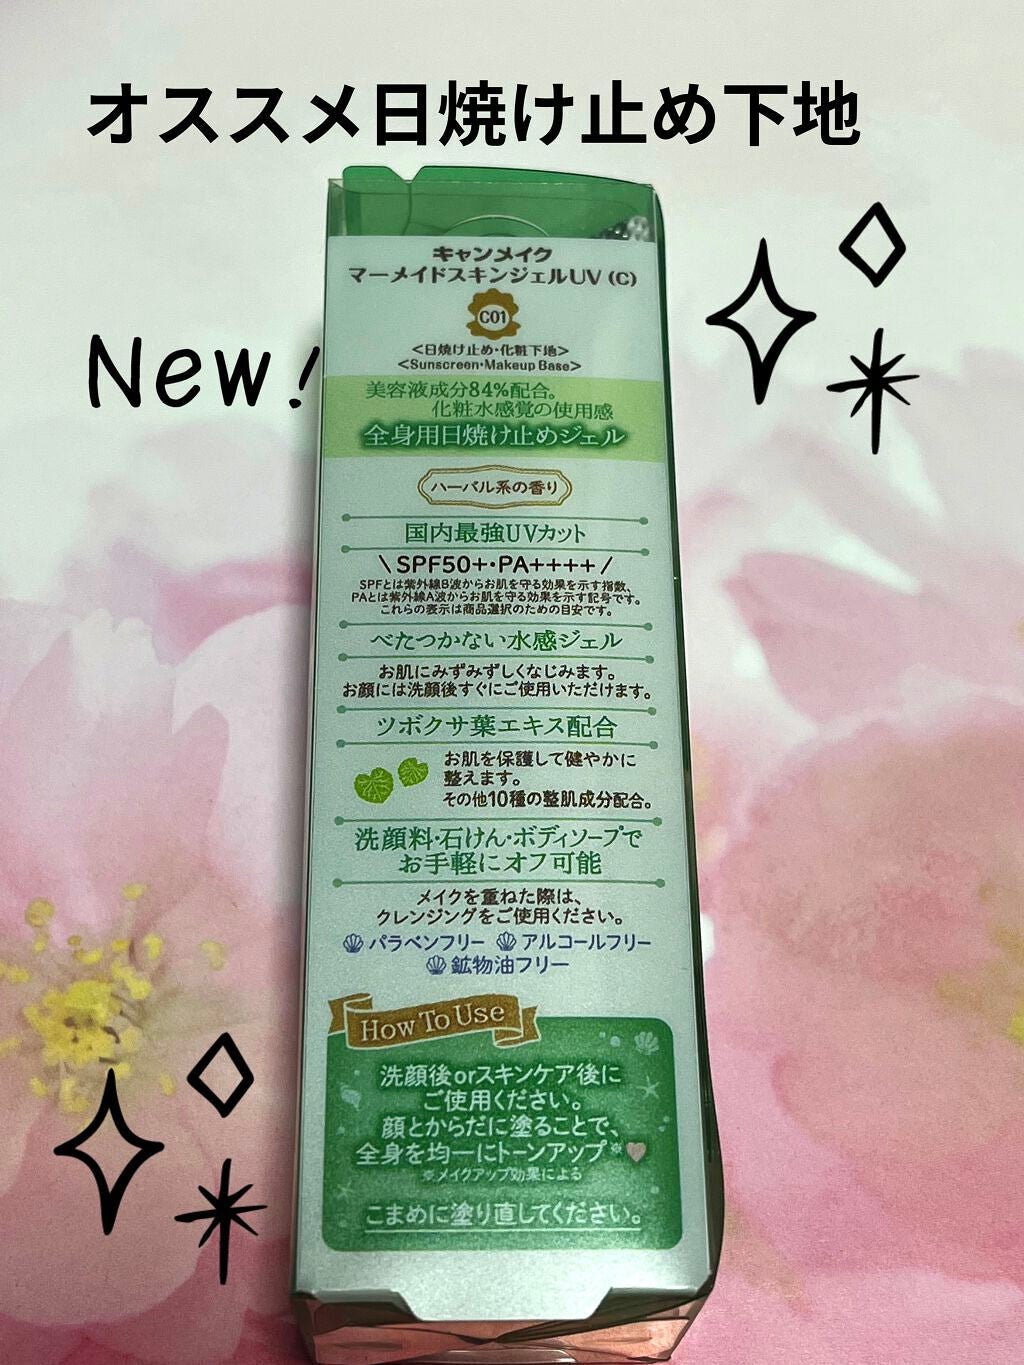 オススメ日焼け止め下地
キャンメイク
マーメイドスキンジェルUV (C)
C01
<日焼け止め・化粧下地>
<Sunscreen・Makeup Base>
New!
美容液成分84%配合。
化粧水感覚の使用感
全身用日焼け止めジェル
ハーバル系の香り
国内最強UVカット
\ SPF50+・PA++++ /
SPFとは紫外線B波からお肌を守る効果を示す指数、
PAとは紫外線A波からお肌を守る効果を示す記号です。
これらの表示は商品選択のための目安です。
べたつかない水感ジェル
お肌にみずみずしくなじみます。
お顔には洗顔後すぐにご使用いただけます。
ツボクサ葉エキス配合
お肌を保護して健やかに
整えます。
その他10種の整肌成分配合。
洗顔料・石けん・ボディソープで
お手軽にオフ可能
メイクを重ねた際は、
クレンジングをご使用ください。
パラベンフリー アルコールフリー
鉱物油フリー
How To Use
洗顔後orスキンケア後に
ご使用ください。
顔とからだに塗ることで、
全身を均一にトーンアップ※
※メイクアップ効果による
こまめに塗り直してください。